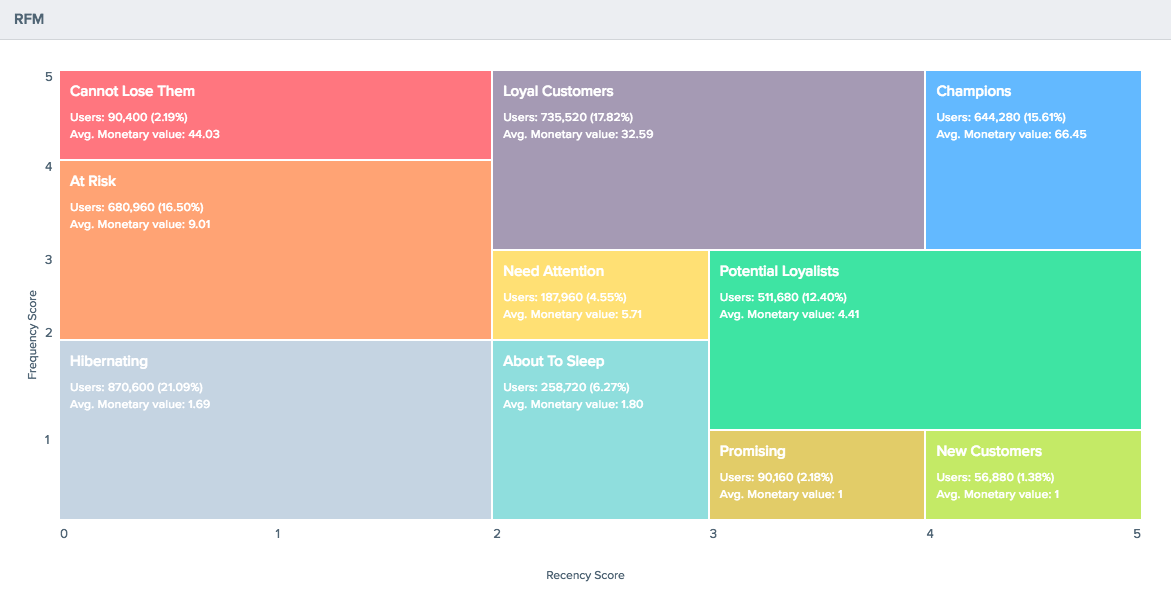 RFM
5
Cannot Lose Them
Users: 90,400 (2.19%)
Avg. Monetary value: 44.03
Loyal Customers
Users: 735,520 (17.82%)
Avg. Monetary value: 32.59
Champions
Users: 644,280 (15.61%)
Avg. Monetary value: 66.45
4
At Risk
Users: 680,960 (16.50%)
Avg. Monetary value: 9.01
3
Need Attention
Users: 187,960 (4.55%)
Avg. Monetary value: 5.71
Potential Loyalists
Users: 511,680 (12.40%)
Avg. Monetary value: 4.41
Frequency Score
2
Hibernating
Users: 870,600 (21.09%)
Avg. Monetary value: 1.69
About To Sleep
Users: 258,720 (6.27%)
Avg. Monetary value: 1.80
1
Promising
Users: 90,160 (2.18%)
Avg. Monetary value: 1
New Customers
Users: 56,880 (1.38%)
Avg. Monetary value: 1
0 1 2 3 4 5
Recency Score